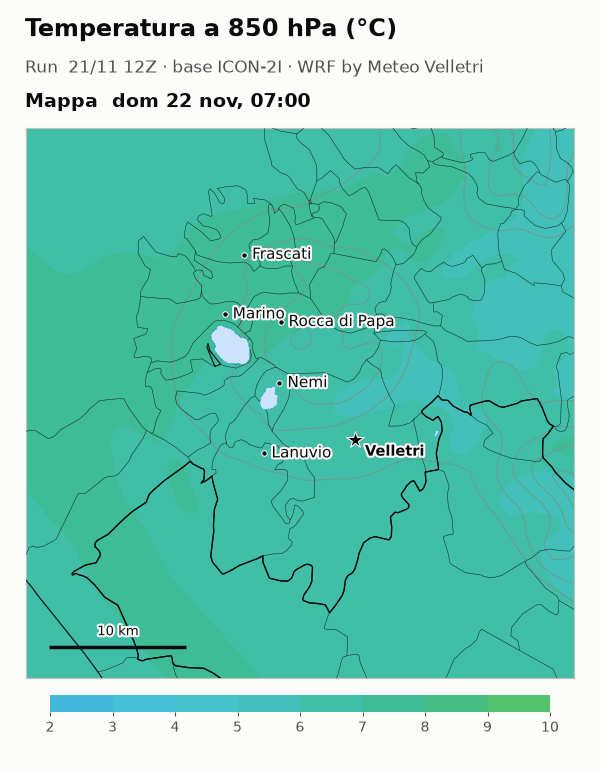 Temperatura a 850 hPa (°C)
Run  21/11 12Z · base ICON-2I · WRF by Meteo Velletri
Mappa  dom 22 nov, 07:00
Frascati
Marino
Rocca di Papa
Nemi
Velletri
Lanuvio
10 km
2 3 4 5 6 7 8 9 10